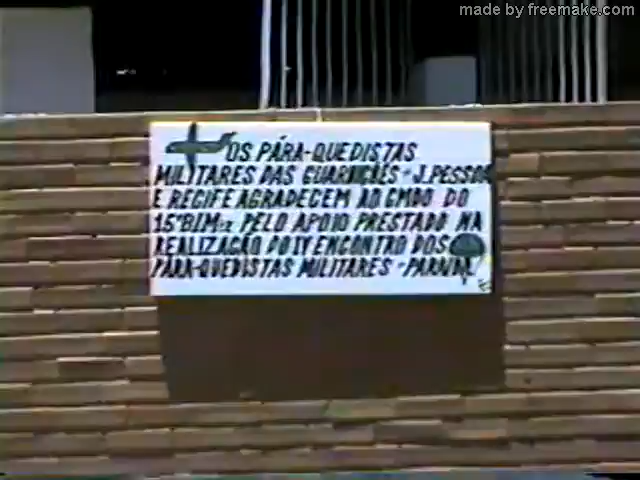 made by freemake.com
OS PÁRA-QUEDISTAS
MILITARES DAS GUARNIÇÕES - J. PESSOA
E RECIFE AGRADECEM AO CMDO DO
15º BIMtz PELO APOIO PRESTADO NA
REALIZAÇÃO DO IV ENCONTRO DOS
PÁRA-QUEDISTAS MILITARES - PARAÍBA